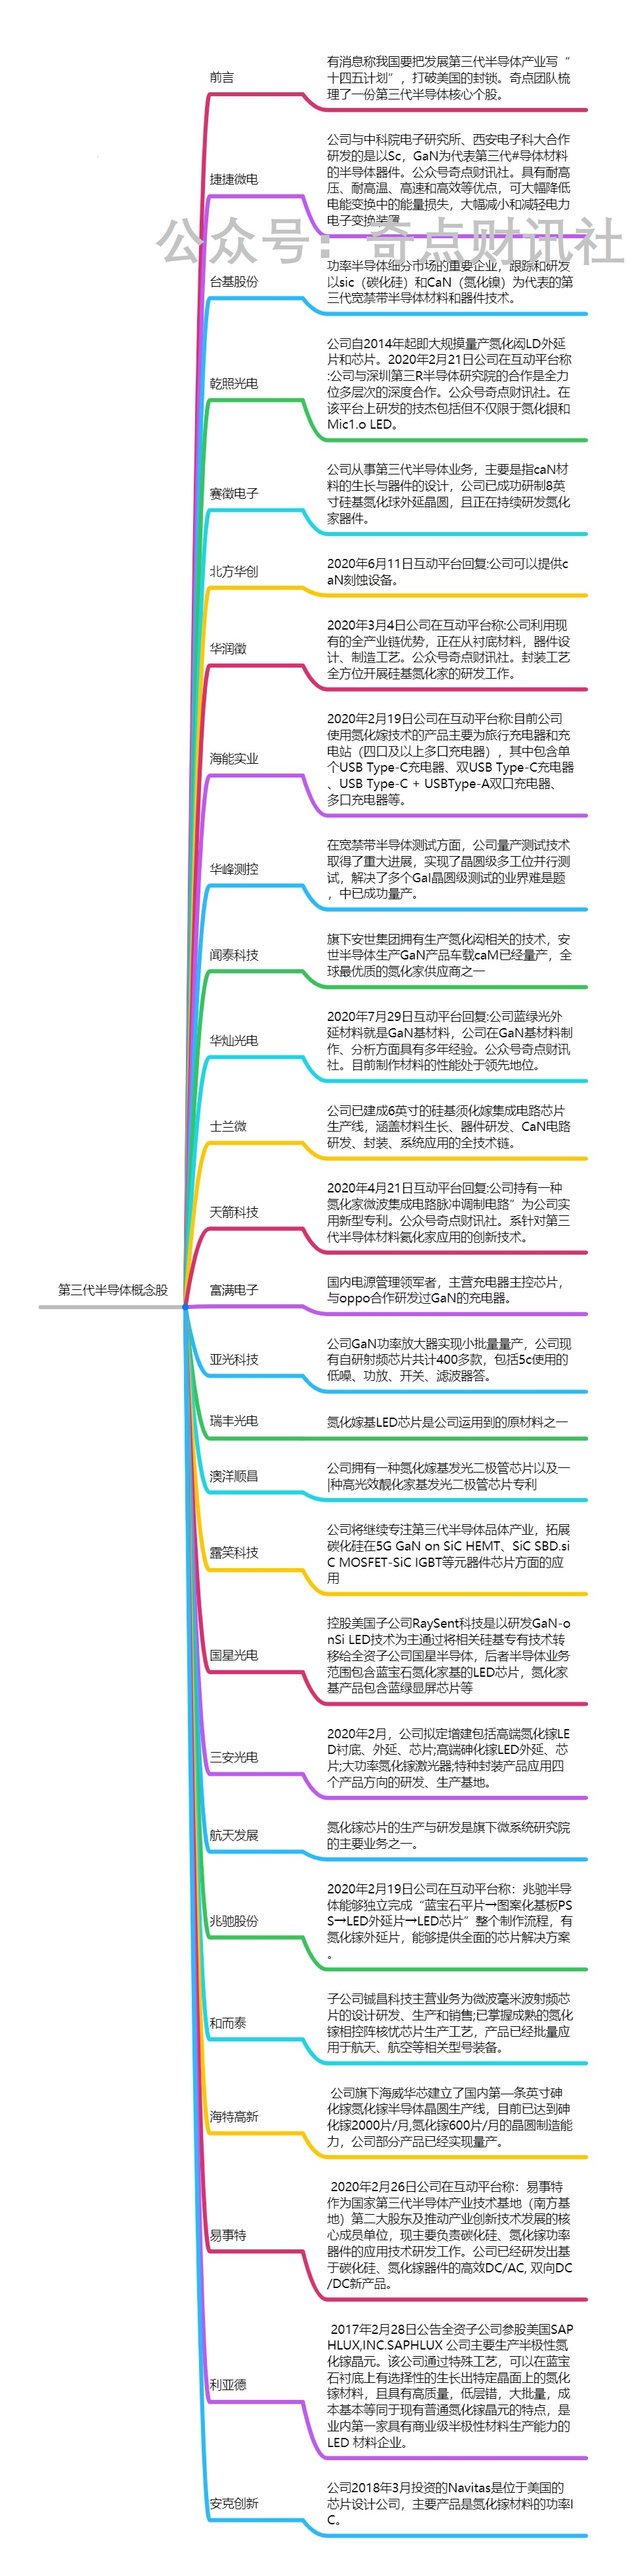 前言
有消息称我国要把发展第三代半导体产业写“
十四五计划”，打破美国的封锁。奇点团队梳
理了一份第三代半导体核心个股。
捷捷微电
公司与中科院电子研究所、西安电子科大合作
研发的是以Sc，GaN为代表第三代#导体材料
的半导体器件。公众号奇点财讯社。具有耐高
压、耐高温、高速和高效等优点，可大幅降低
电能变换中的能量损失，大幅减小和减轻电力
电子变换装置
公众号：奇点财讯社
台基股份
功率半导体细分市场的重要企业，跟踪和研发
以sic（碳化硅）和CaN（氮化镍）为代表的第
三代宽禁带半导体材料和器件技术。
乾照光电
公司自2014年起即大规摸量产氮化闼LD外延
片和芯片。2020年2月21日公司在互动平台称
:公司与深圳第三R半导体研究院的合作是全力
位多层次的深度合作。公众号奇点财讯社。在
该平台上研发的技杰包括但不仅限于氮化银和
Mic1.o LED。
赛徵电子
公司从事第三代半导体业务，主要是指caN材
料的生长与器件的设计，公司已成功研制8英
寸硅基氮化球外延晶圆，且正在持续研发氮化
家器件。
北方华创
2020年6月11日互动平台回复:公司可以提供c
aN刻蚀设备。
华润徵
2020年3月4日公司在互动平台称:公司利用现
有的全产业链优势，正在从衬底材料，器件设
计、制造工艺。公众号奇点财讯社。封装工艺
全方位开展硅基氮化家的研发工作。
海能实业
2020年2月19日公司在互动平台称:目前公司
使用氮化嫁技术的产品主要为旅行充电器和充
电站（四囗及以上多口充电器），其中包含单
个USB Type-C充电器、双USB Type-C充电器
、USB Type-C + USBType-A双口充电器、
多口充电器等。
华峰测控
在宽禁带半导体测试方面，公司量产测试技术
取得了重大进展，实现了晶圆级多工位并行测
试，解决了多个Gal晶圆级测试的业界难是题
，中已成功量产。
闻泰科技
旗下安世集团拥有生产氮化闼相关的技术，安
世半导体生产GaN产品车载caM已经量产，全
球最优质的氮化家供应商之一
华灿光电
2020年7月29日互动平台回复:公司蓝绿光外
延材料就是GaN基材料，公司在GaN基材料制
作、分析方面具有多年经验。公众号奇点财讯
社。目前制作材料的性能处于领先地位。
士兰微
公司已建成6英寸的硅基须化嫁集成电路芯片
生产线，涵盖材料生长、器件研发、CaN电路
研发、封装、系统应用的全技术链。
天箭科技
2020年4月21日互动平台回复:公司持有一种
氮化家微波集成电路脉冲调制电路”为公司实
用新型专利。公众号奇点财讯社。系针对第三
代半导体材料氦化家应用的创新技术。
第三代半导体概念股
富满电子
国内电源管理领军者，主营充电器主控芯片，
与oppo合作研发过GaN的充电器。
亚光科技
公司GaN功率放大器实现小批量量产，公司现
有自研射频芯片共计400多款，包括5c使用的
低噪、功放、开关、滤波器答。
瑞丰光电
氮化嫁基LED芯片是公司运用到的原材料之一
澳洋顺昌
公司拥有一种氮化嫁基发光二极管芯片以及一
|种高光效靓化家基发光二极管芯片专利
露笑科技
公司将继续专注第三代半导体品体产业，拓展
碳化硅在5G GaN on SiC HEMT、SiC SBD.si
C MOSFET-SiC IGBT等元器件芯片方面的应
用
国星光电
控股美国子公司RaySent科技是以研发GaN-o
nSi LED技术为主通过将相关硅基专有技术转
移给全资子公司国星半导体，后者半导体业务
范围包含蓝宝石氮化家基的LED芯片，氮化家
基产品包含蓝绿显屏芯片等
三安光电
2020年2月，公司拟定增建包括高端氮化镓LE
D衬底、外延、芯片;高端砷化镓LED外延、芯
片;大功率氮化镓激光器;特种封装产品应用四
个产品方向的研发、生产基地。
航天发展
氮化镓芯片的生产与研发是旗下微系统研究院
的主要业务之一。
兆驰股份
2020年2月19日公司在互动平台称：兆驰半导
体能够独立完成“蓝宝石平片→图案化基板PS
S→LED外延片→LED芯片”整个制作流程，有
氮化镓外延片，能够提供全面的芯片解决方案
。
和而泰
子公司铖昌科技主营业务为微波毫米波射频芯
片的设计研发、生产和销售;已掌握成熟的氮化
镓相控阵核忧芯片生产工艺，产品已经批量应
用于航天、航空等相关型号装备。
海特高新
公司旗下海威华芯建立了国内第—条英寸砷
化镓氮化镓半导体晶圆生产线，目前已达到砷
化镓2000片/月,氮化镓600片/月的晶圆制造能
力，公司部分产品已经实现量产。
易事特
2020年2月26日公司在互动平台称：易事特
作为国家第三代半导体产业技术基地（南方基
地）第二大股东及推动产业创新技术发展的核
心成员单位，现主要负责碳化硅、氮化镓功率
器件的应用技术研发工作。公司已经研发出基
于碳化硅、氮化镓器件的高效DC/AC, 双向DC
/DC新产品。
利亚德
2017年2月28日公告全资子公司参股美国SAP
HLUX,INC.SAPHLUX 公司主要生产半极性氮
化镓晶元。该公司通过特殊工艺，可以在蓝宝
石衬底上有选择性的生长出特定晶面上的氮化
镓材料，且具有高质量，低层错，大批量，成
本基本等同于现有普通氮化镓晶元的特点，是
业内第一家具有商业级半极性材料生产能力的
LED 材料企业。
安克创新
公司2018年3月投资的Navitas是位于美国的
芯片设计公司，主要产品是氮化镓材料的功率I
C。